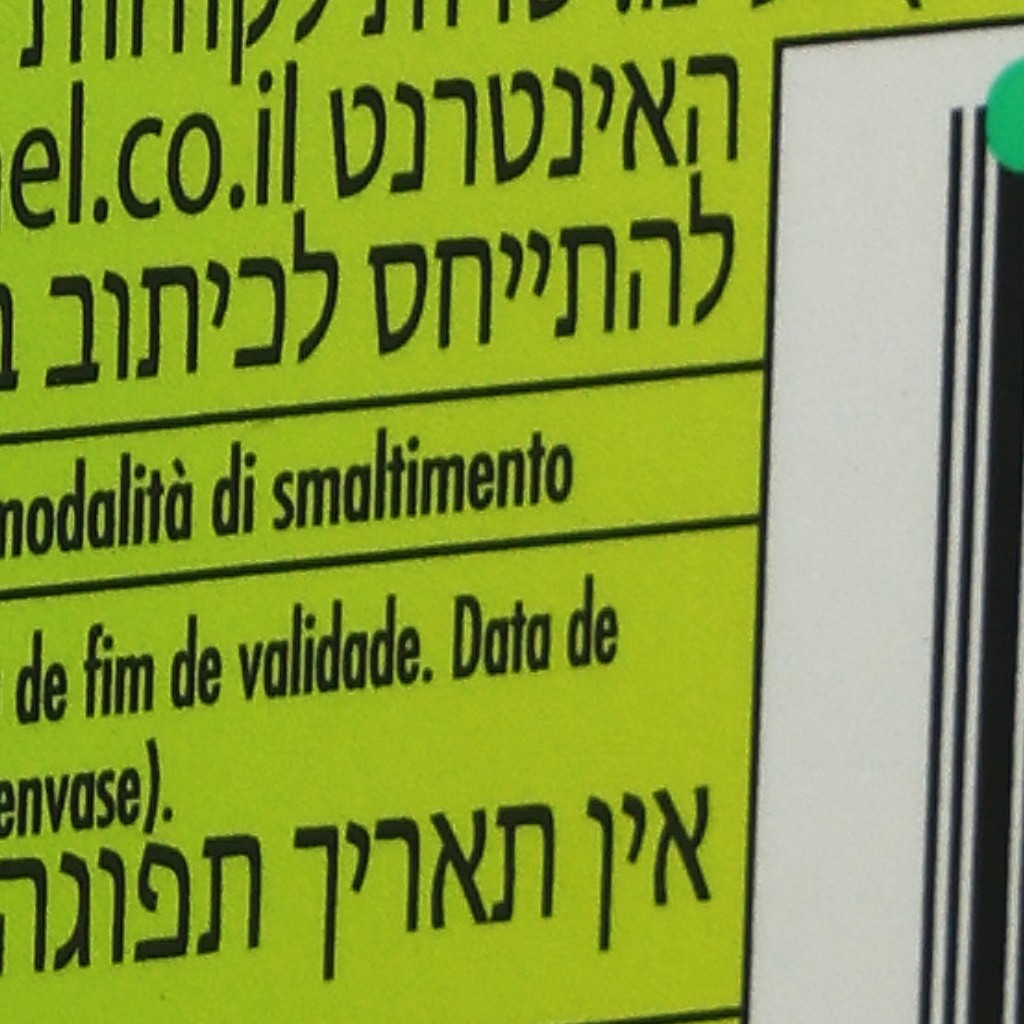 לקוחות
האינטרנט el.co.il
להתייחס לכיתוב
modalità di smaltimento
de fim de validade. Data de
envase).
אין תאריך תפוגה